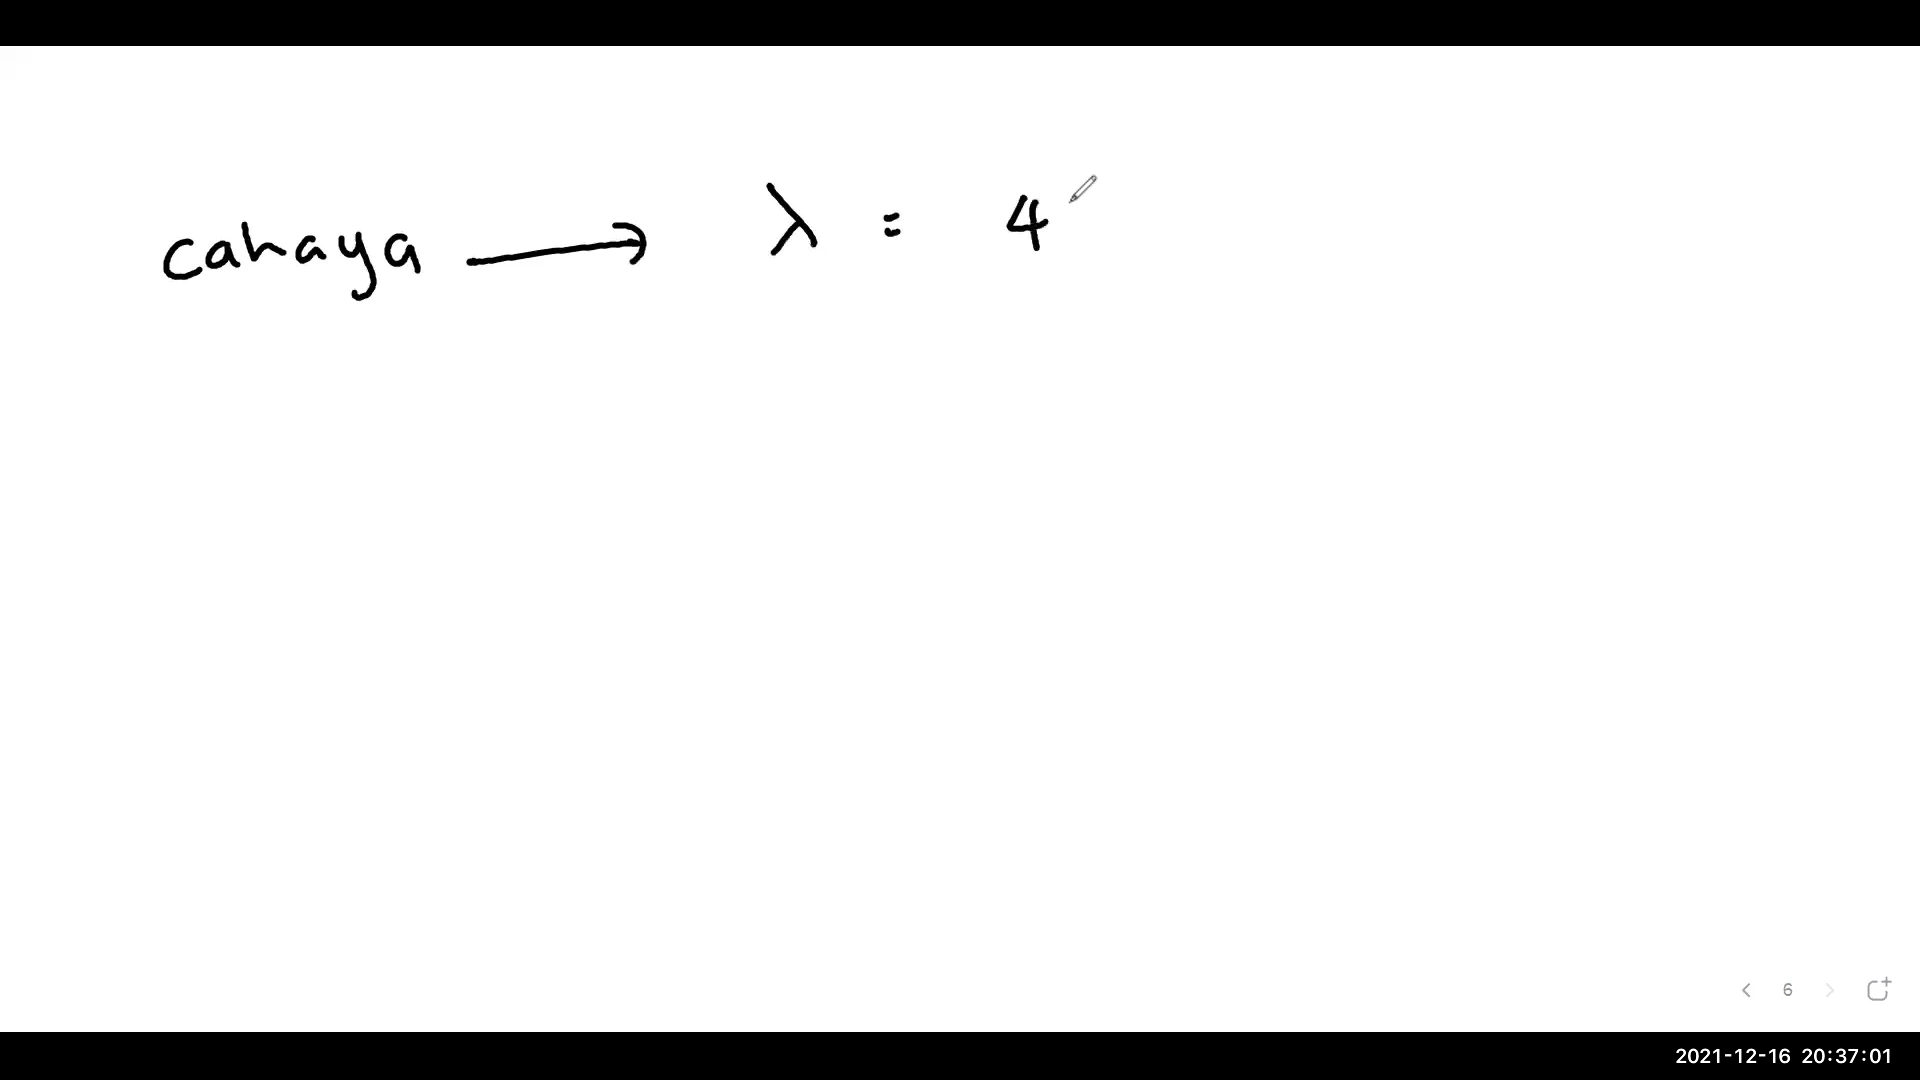 cahaya → λ = 4
6
2021-12-16 20:37:01